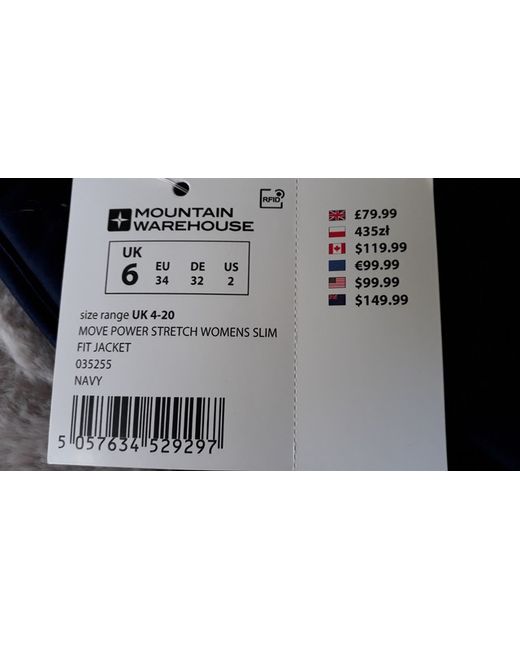 RFID
MOUNTAIN
WAREHOUSE
UK
6
EU
34
DE
32
US
2
size range UK 4-20
MOVE POWER STRETCH WOMENS SLIM
FIT JACKET
035255
NAVY
5 057634 529297
£79.99
435zł
$119.99
€99.99
$99.99
$149.99